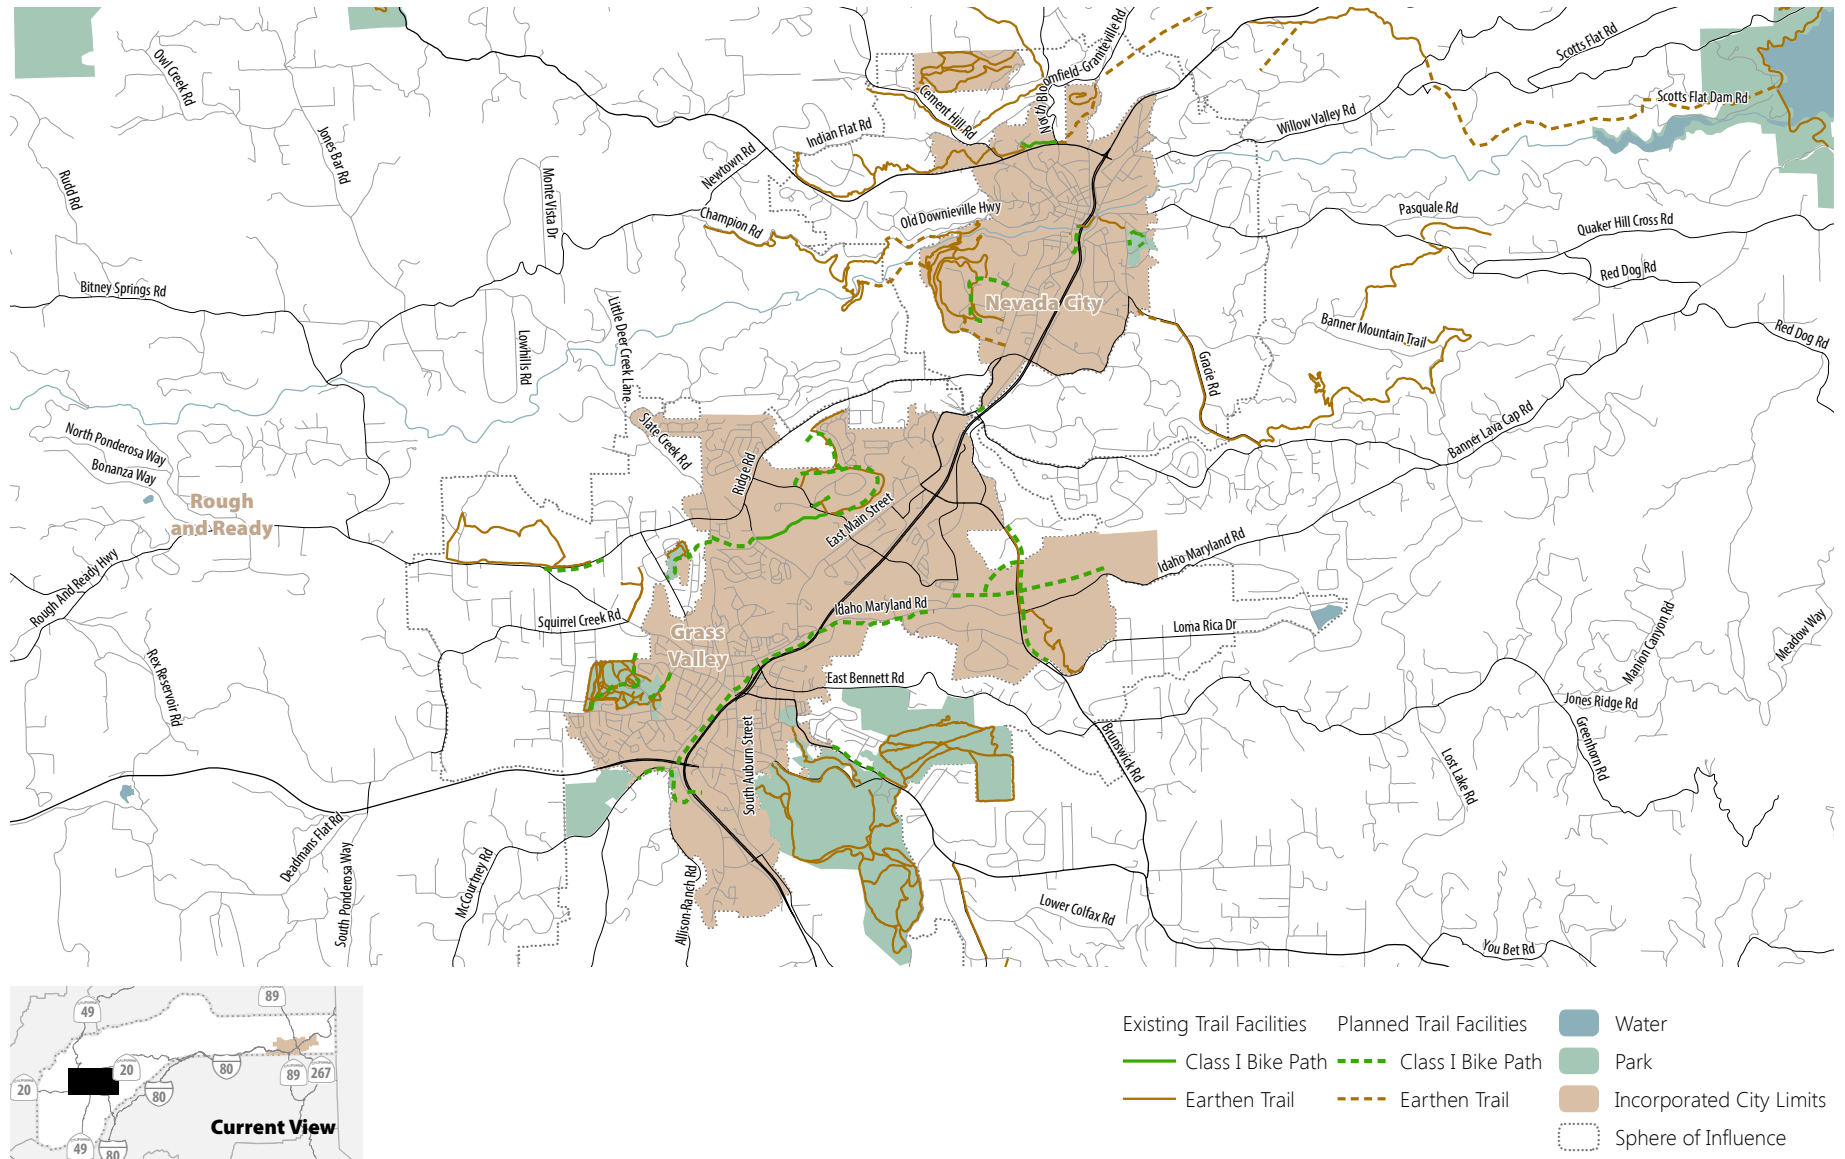 Scotts Flat Rd
Owl Creek Rd
North Bloomfield-Graniteville Rd
Cement Hill Rd
Scotts Flat Dam Rd
Willow Valley Rd
Indian Flat Rd
Jones Bar Rd
Newtown Rd
Rudd Rd
Monte Vista Dr
Champion Rd
Old Downieville Hwy
Pasquale Rd
Quaker Hill Cross Rd
Red Dog Rd
Bitney Springs Rd
Nevada City
Little Deer Creek Lane
Lowhills Rd
Banner Mountain Trail
Red Dog Rd
Gracie Rd
Slate Creek Rd
Banner Lava Cap Rd
North Ponderosa Way
Bonanza Way
Ridge Rd
Rough
and Ready
East Main Street
Idaho Maryland Rd
Rough And Ready Hwy
Idaho Maryland Rd
Squirrel Creek Rd
Grass
Valley
Loma Rica Dr
Manion Canyon Rd
Meadow Way
Rex Reservoir Rd
East Bennett Rd
Jones Ridge Rd
South Auburn Street
Brunswick Rd
Greenhorn Rd
Lost Lake Rd
Deadmans Flat Rd
South Ponderosa Way
McCourtney Rd
Allison Ranch Rd
Lower Colfax Rd
You Bet Rd
49
89
20
20
80
80
89
267
49
80
Current View
Existing Trail Facilities
Class I Bike Path
Earthen Trail
Planned Trail Facilities
Class I Bike Path
Earthen Trail
Water
Park
Incorporated City Limits
Sphere of Influence